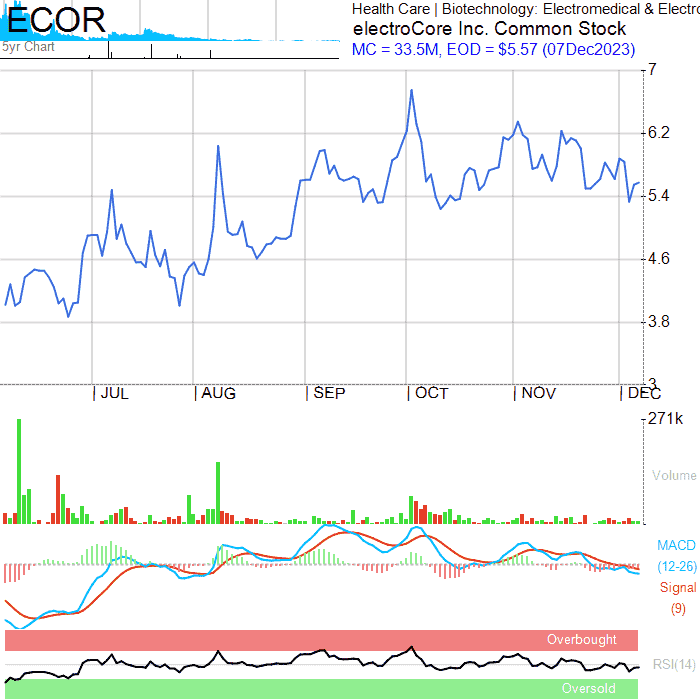 ECOR
5yr Chart
Health Care | Biotechnology: Electromedical & Electro
electroCore Inc. Common Stock
MC = 33.5M, EOD = $5.57 (07Dec2023)
7
6.2
5.4
4.6
3.8
3
JUL
AUG
SEP
OCT
NOV
DEC
271k
Volume
MACD
(12-26)
Signal
(9)
Overbought
RSI(14)
Oversold